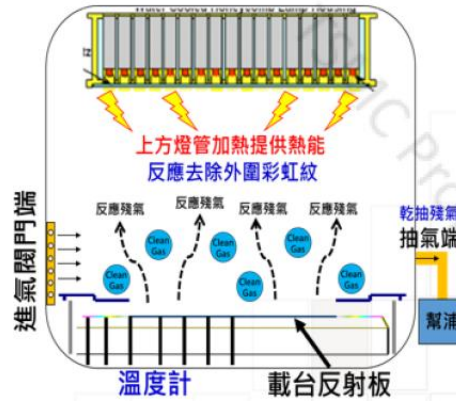 上方燈管加熱提供熱能
反應去除外圍彩虹紋
反應殘氣
反應殘氣
反應殘氣
反應殘氣
Clean
Gas
Clean
Gas
Clean
Gas
Clean
Gas
Clean
Gas
Clean
Gas
進氣閥門端
乾抽殘氣
抽氣端
幫浦
溫度計
載台反射板